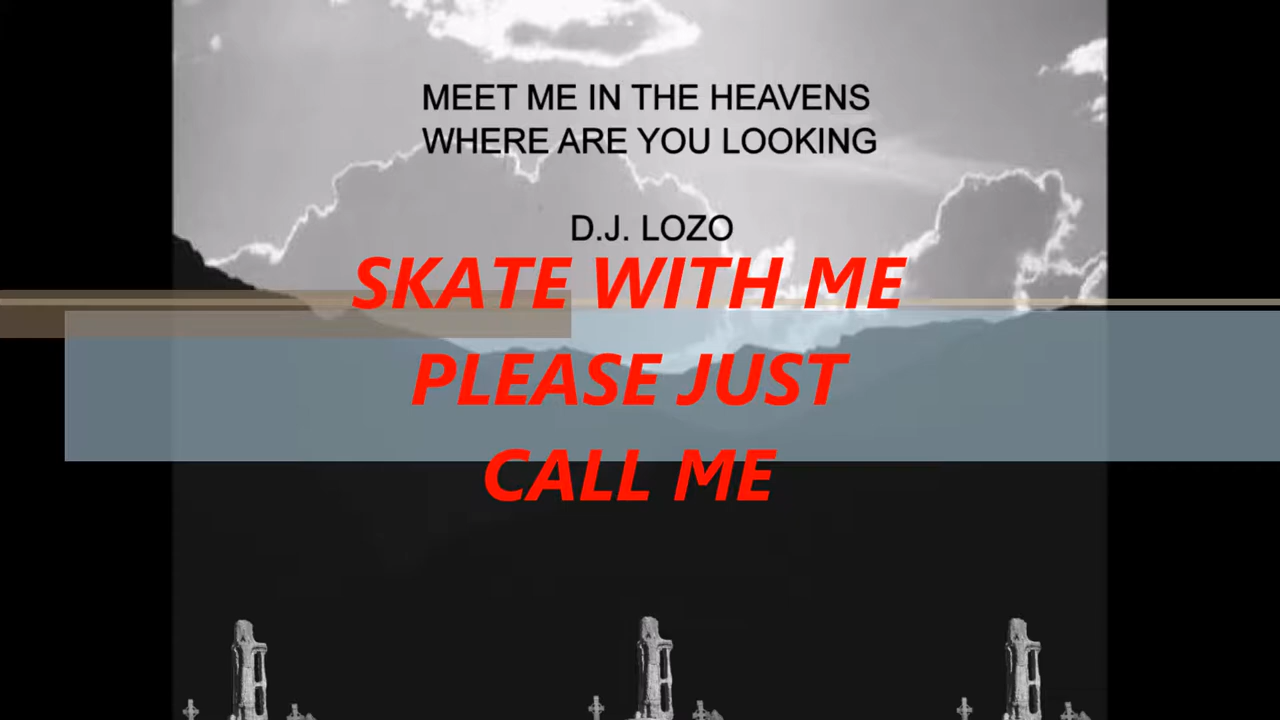 MEET ME IN THE HEAVENS
WHERE ARE YOU LOOKING
D.J. LOZO
SKATE WITH ME
PLEASE JUST
CALL ME